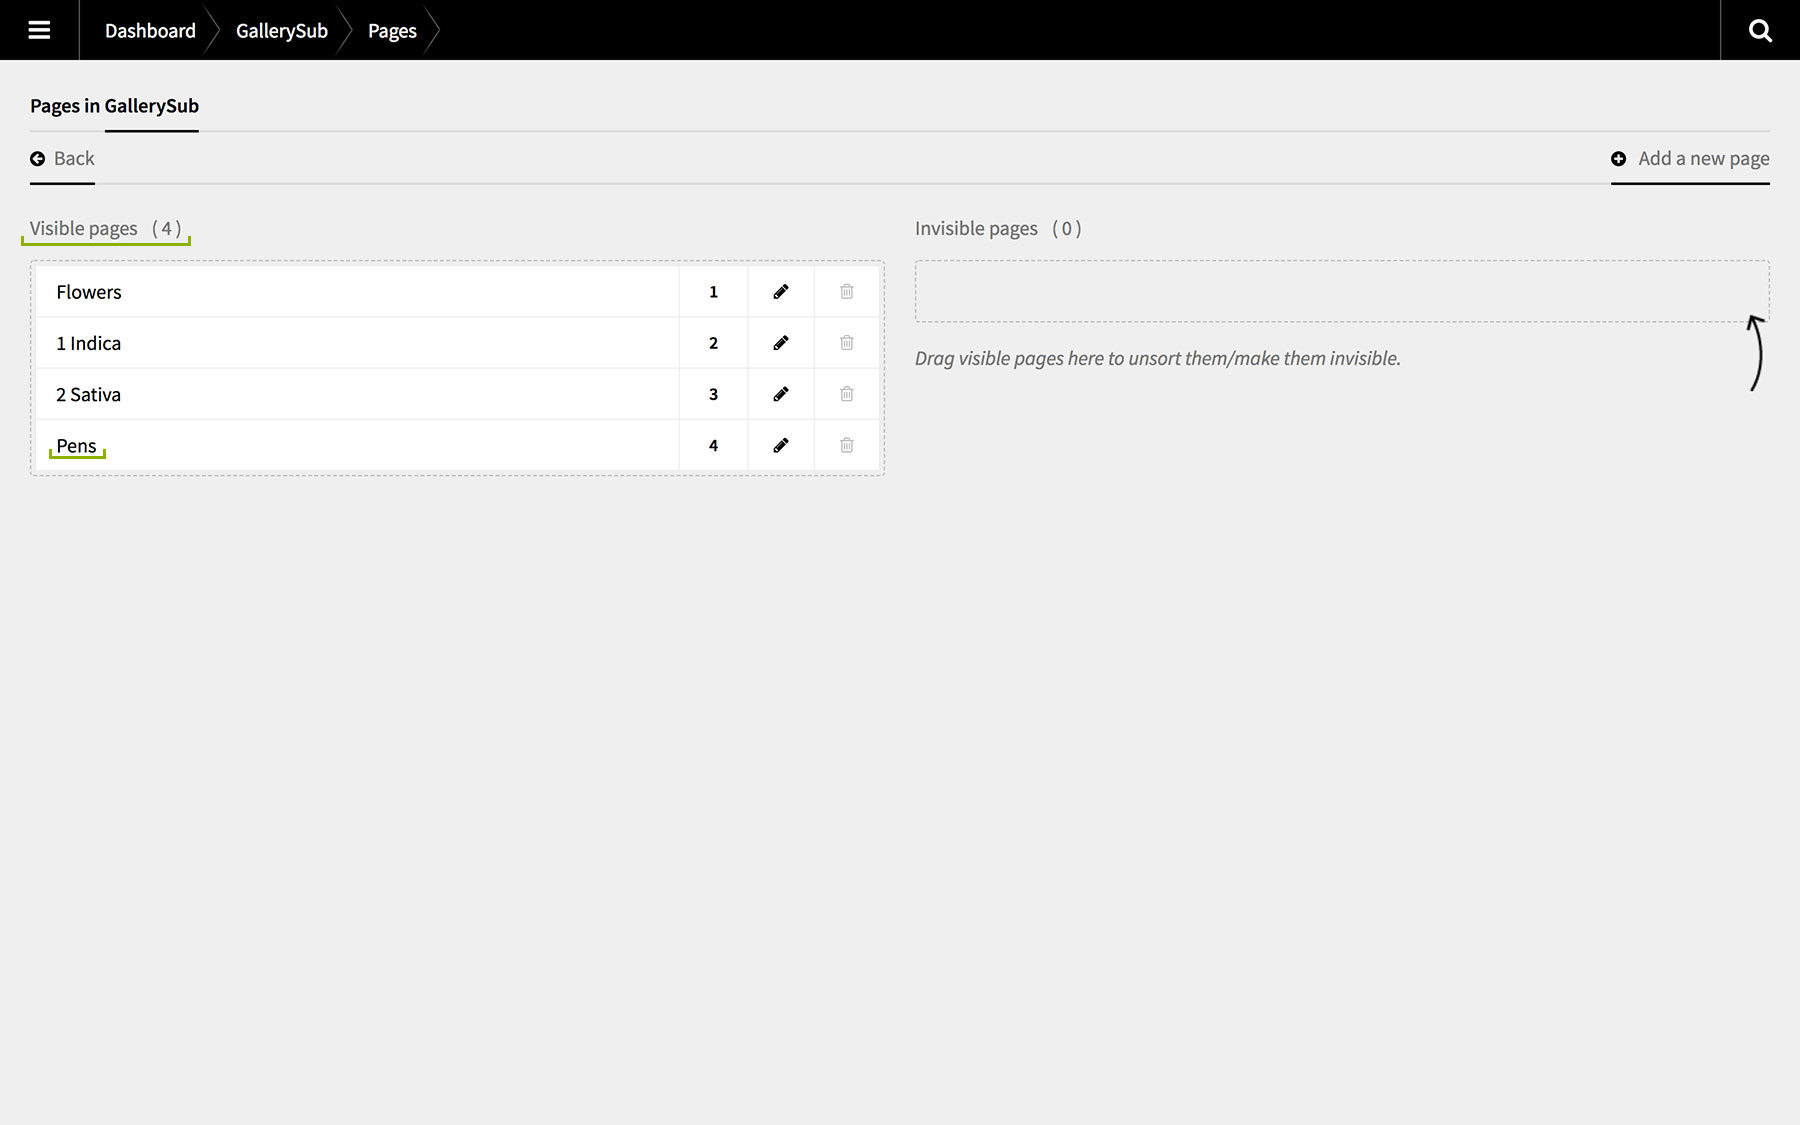 Dashboard GallerySub Pages
Pages in GallerySub
Back Add a new page
Visible pages ( 4 ) Invisible pages ( 0 )
Flowers 1
1 Indica 2
Drag visible pages here to unsort them/make them invisible.
2 Sativa 3
Pens 4